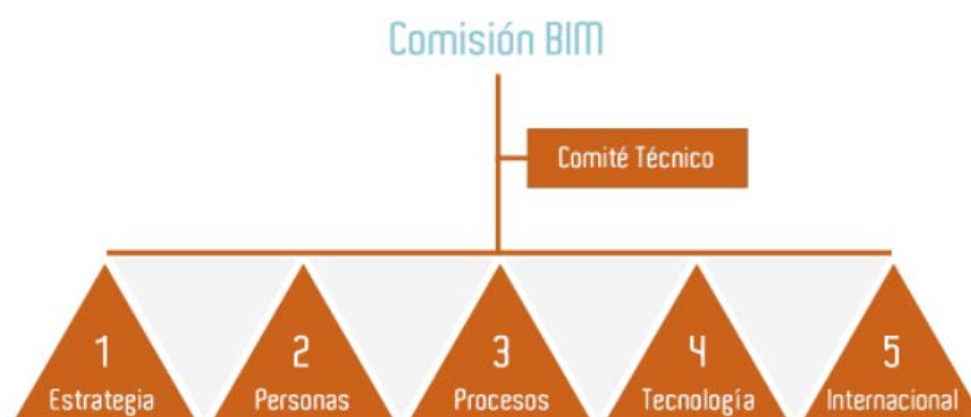 Comisión BIM
Comité Técnico
1
Estrategia
2
Personas
3
Procesos
4
Tecnología
5
Internacional